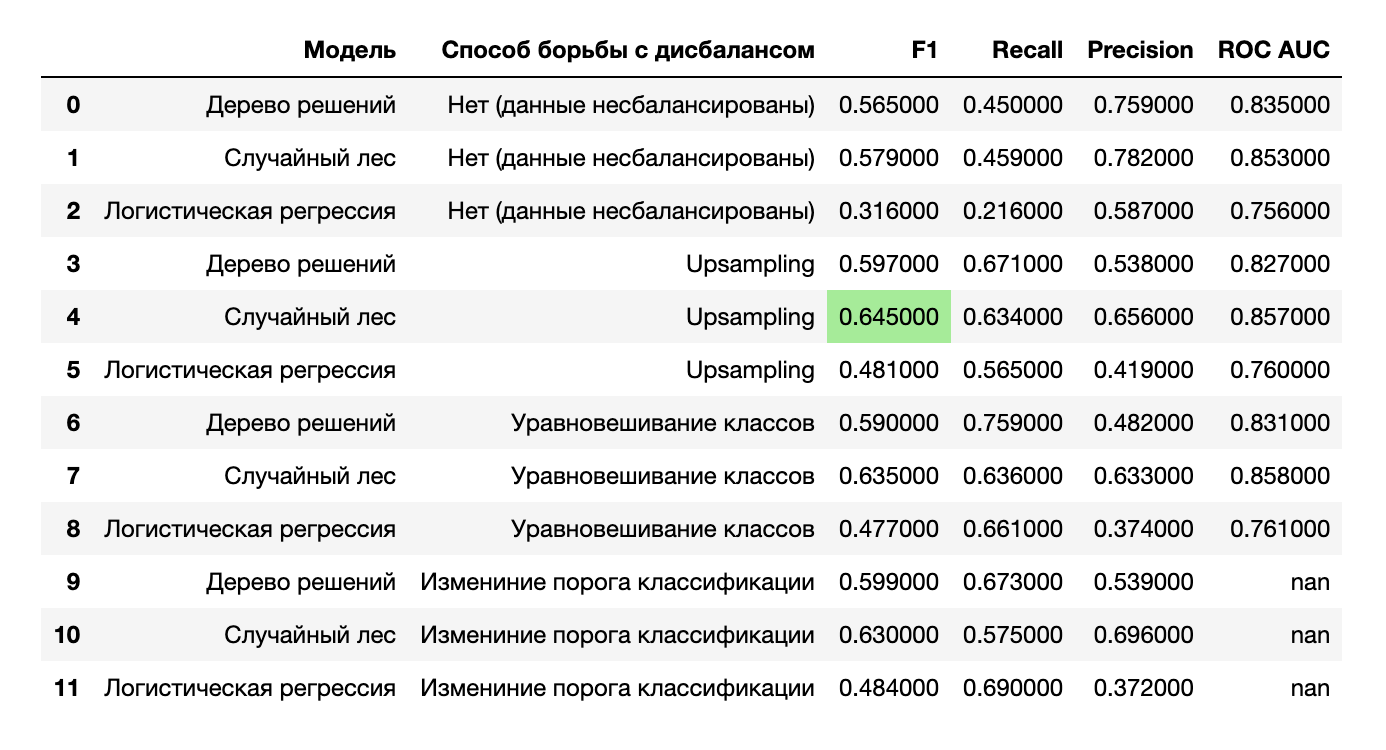 Модель Способ борьбы с дисбалансом F1 Recall Precision ROC AUC
0 Дерево решений Нет (данные несбалансированы) 0.565000 0.450000 0.759000 0.835000
1 Случайный лес Нет (данные несбалансированы) 0.579000 0.459000 0.782000 0.853000
2 Логистическая регрессия Нет (данные несбалансированы) 0.316000 0.216000 0.587000 0.756000
3 Дерево решений Upsampling 0.597000 0.671000 0.538000 0.827000
4 Случайный лес Upsampling 0.645000 0.634000 0.656000 0.857000
5 Логистическая регрессия Upsampling 0.481000 0.565000 0.419000 0.760000
6 Дерево решений Уравновешивание классов 0.590000 0.759000 0.482000 0.831000
7 Случайный лес Уравновешивание классов 0.635000 0.636000 0.633000 0.858000
8 Логистическая регрессия Уравновешивание классов 0.477000 0.661000 0.374000 0.761000
9 Дерево решений Измениние порога классификации 0.599000 0.673000 0.539000 nan
10 Случайный лес Измениние порога классификации 0.630000 0.575000 0.696000 nan
11 Логистическая регрессия Измениние порога классификации 0.484000 0.690000 0.372000 nan